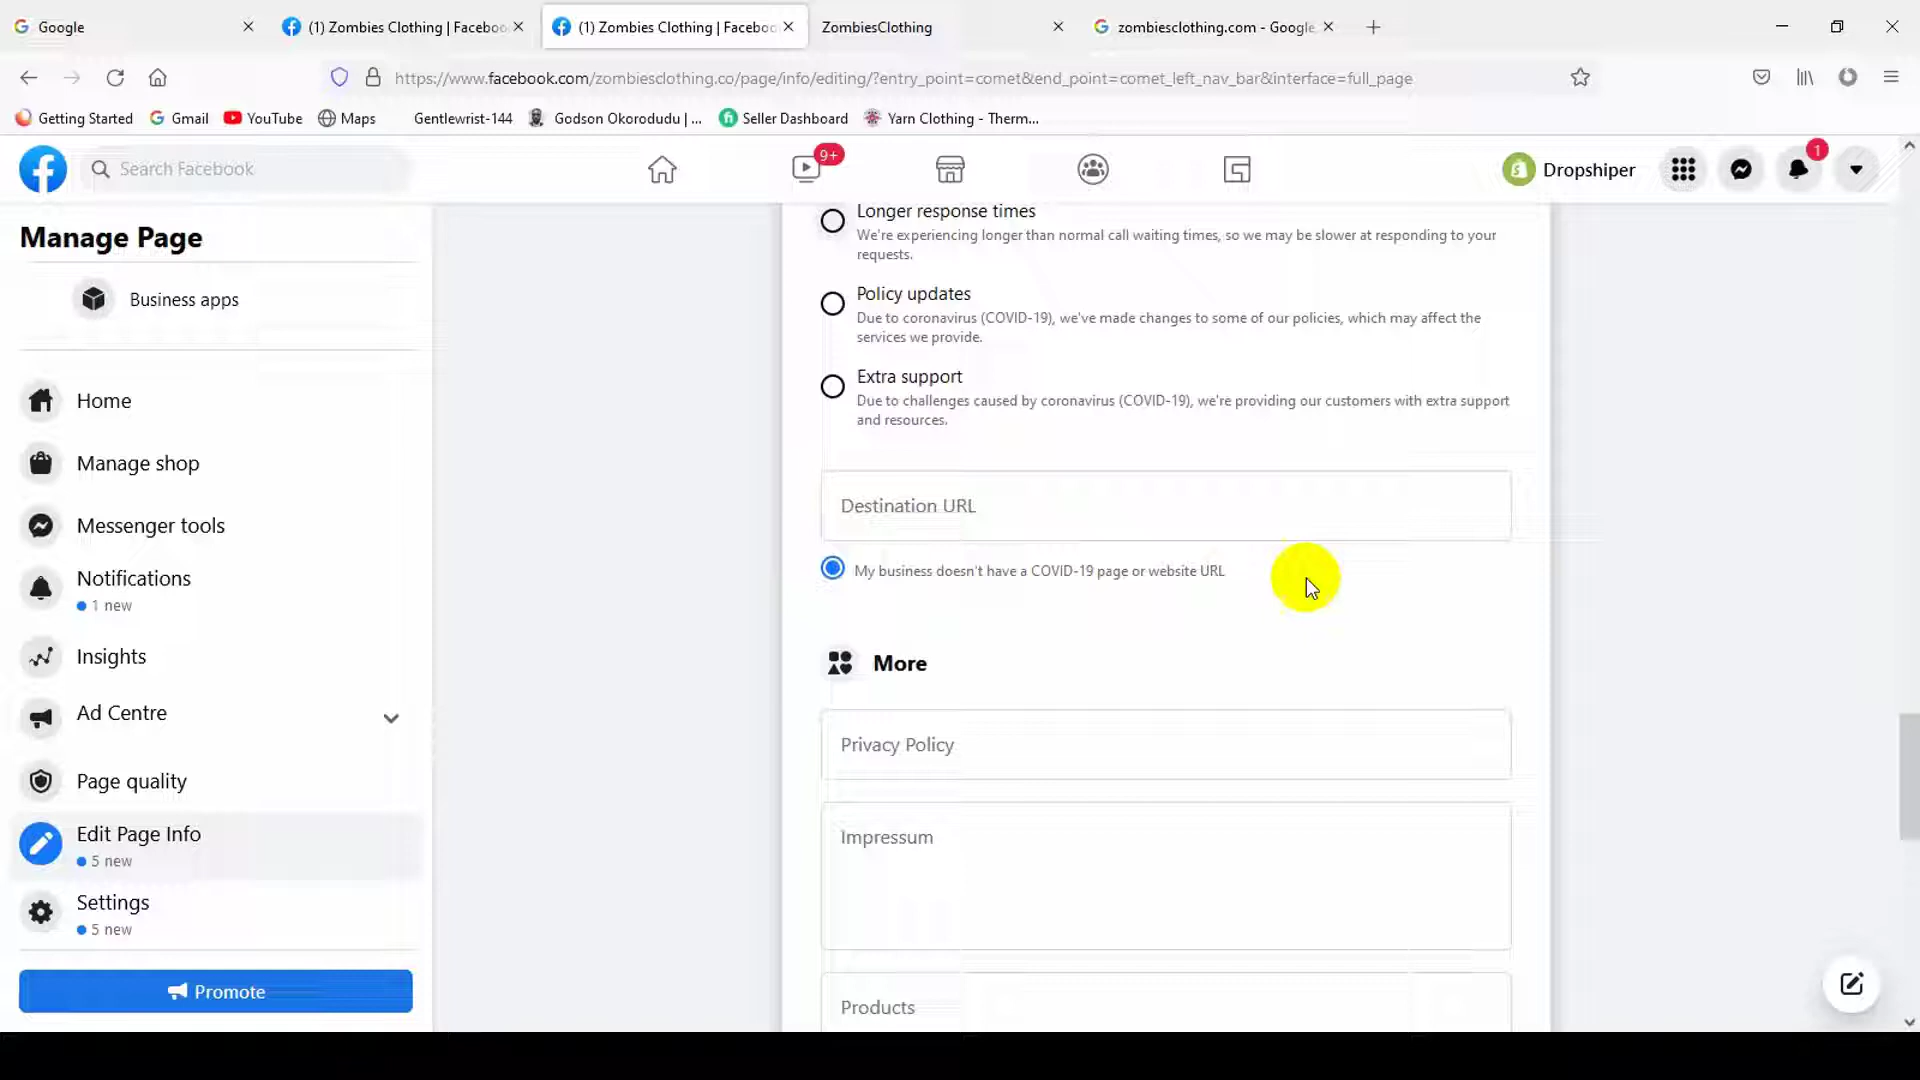 Google
(1) Zombies Clothing | Faceboo
(1) Zombies Clothing | Faceboo
ZombiesClothing
zombiesclothing.com - Google
https://www.facebook.com/zombiesclothing.co/page/info/editing/?entry_point=comet&end_point=comet_left_nav_bar&interface=full_page
Getting Started
Gmail
YouTube
Maps
Gentlewrist-144
Godson Okorodudu | ...
Seller Dashboard
Yarn Clothing - Therm...
Search Facebook
9+
Dropshiper
1
Manage Page
Business apps
Home
Manage shop
Messenger tools
Notifications
1 new
Insights
Ad Centre
Page quality
Edit Page Info
5 new
Settings
5 new
Promote
Longer response times
We're experiencing longer than normal call waiting times, so we may be slower at responding to your
requests.
Policy updates
Due to coronavirus (COVID-19), we've made changes to some of our policies, which may affect the
services we provide.
Extra support
Due to challenges caused by coronavirus (COVID-19), we're providing our customers with extra support
and resources.
Destination URL
My business doesn't have a COVID-19 page or website URL
More
Privacy Policy
Impressum
Products